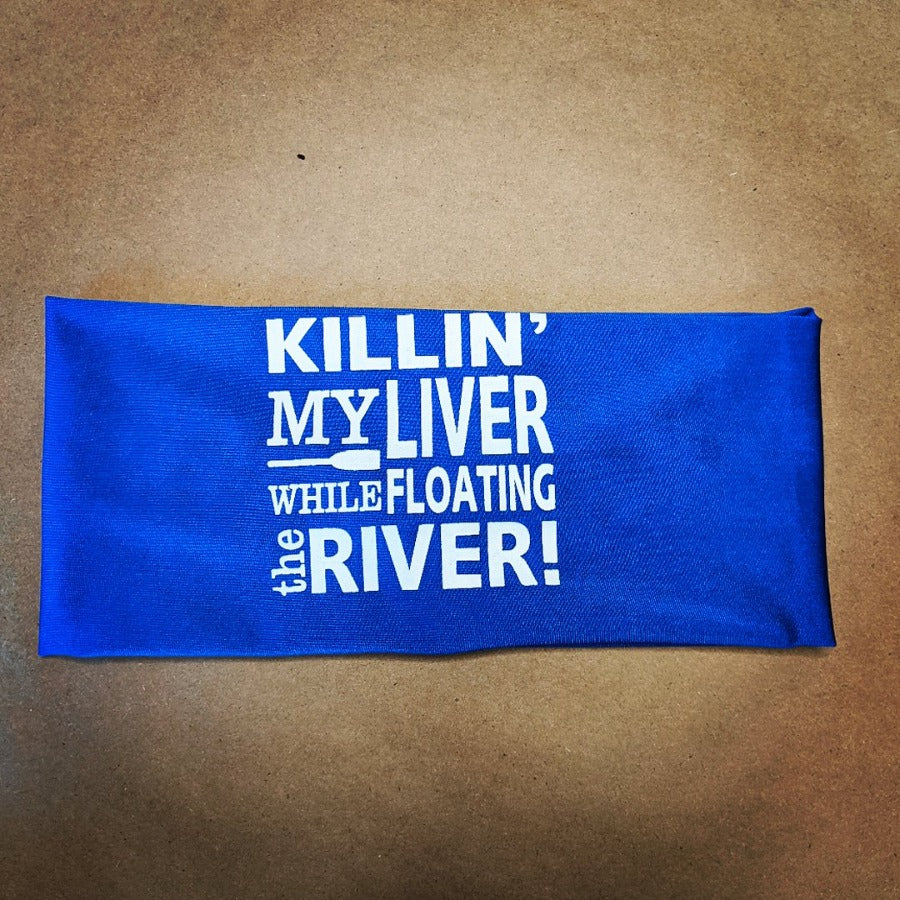 KILLIN'
MY LIVER
WHILE FLOATING
the RIVER!